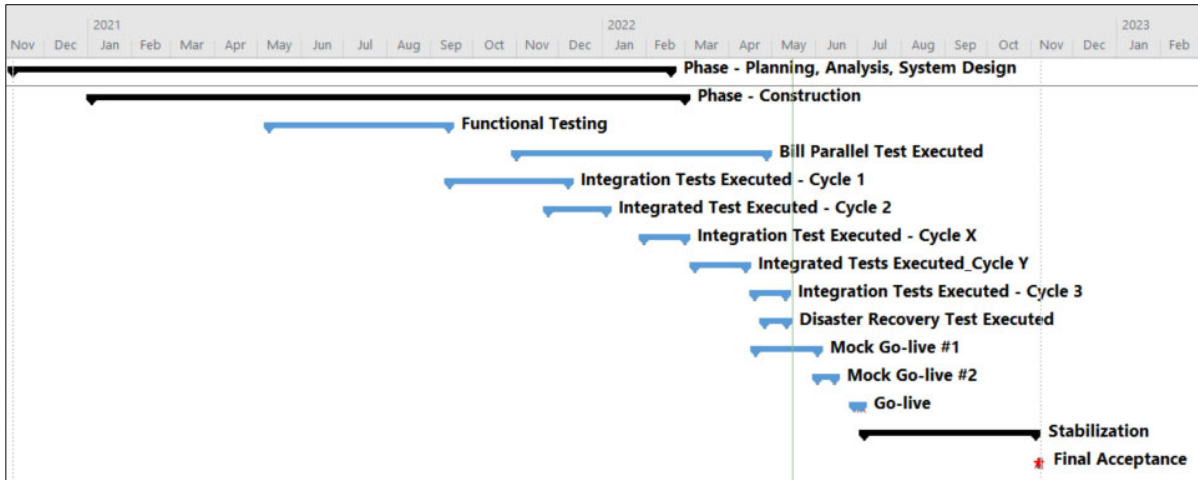 2021 2022 2023
Nov Dec Jan Feb Mar Apr May Jun Jul Aug Sep Oct Nov Dec Jan Feb Mar Apr May Jun Jul Aug Sep Oct Nov Dec Jan Feb
Phase - Planning, Analysis, System Design
Phase - Construction
Functional Testing
Bill Parallel Test Executed
Integration Tests Executed - Cycle 1
Integrated Test Executed - Cycle 2
Integration Test Executed - Cycle X
Integrated Tests Executed_Cycle Y
Integration Tests Executed - Cycle 3
Disaster Recovery Test Executed
Mock Go-live #1
Mock Go-live #2
Go-live
Stabilization
Final Acceptance